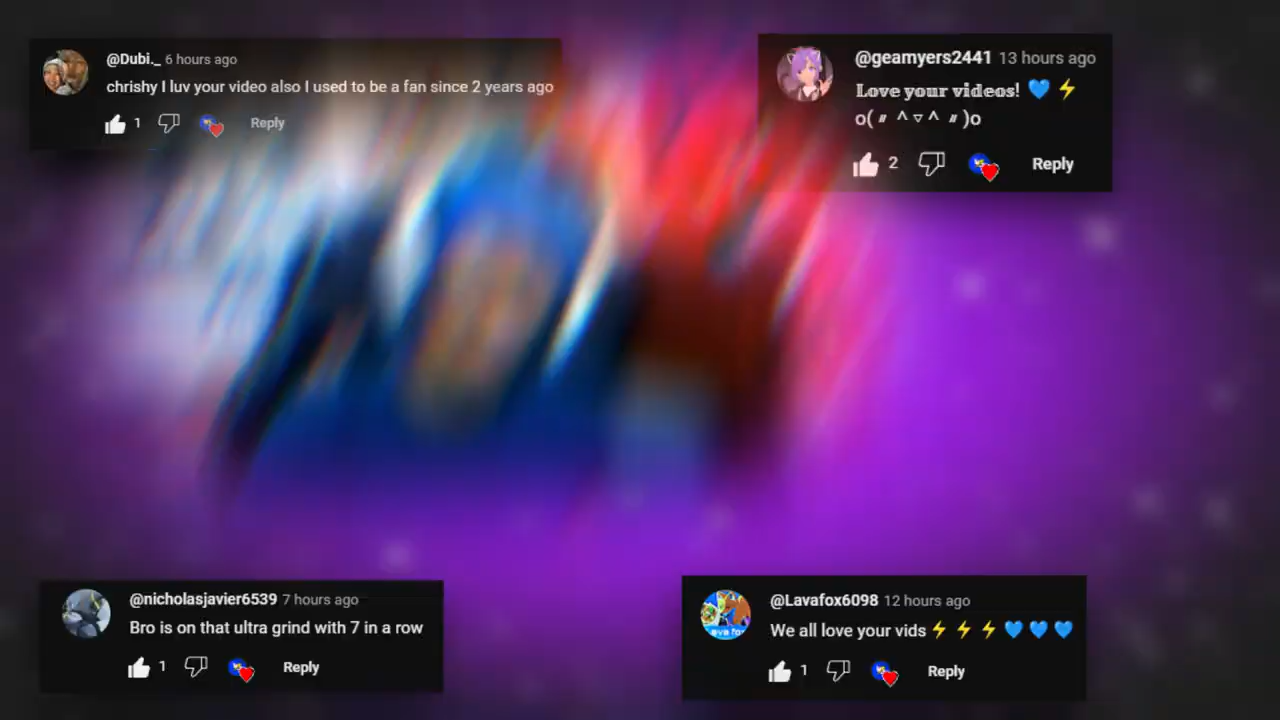 @Dubi._ 6 hours ago
chrishy I luv your video also I used to be a fan since 2 years ago
1 Reply
@geamyers2441 13 hours ago
𝕃𝕠𝕧𝕖 𝕪𝕠𝕦𝕣 𝕧𝕚𝕕𝕖𝕠𝕤! 💙⚡
o(〃＾▽＾〃)o
2 Reply
@nicholasjavier6539 7 hours ago
Bro is on that ultra grind with 7 in a row
1 Reply
@Lavafox6098 12 hours ago
We all love your vids⚡⚡⚡💙💙💙
1 Reply